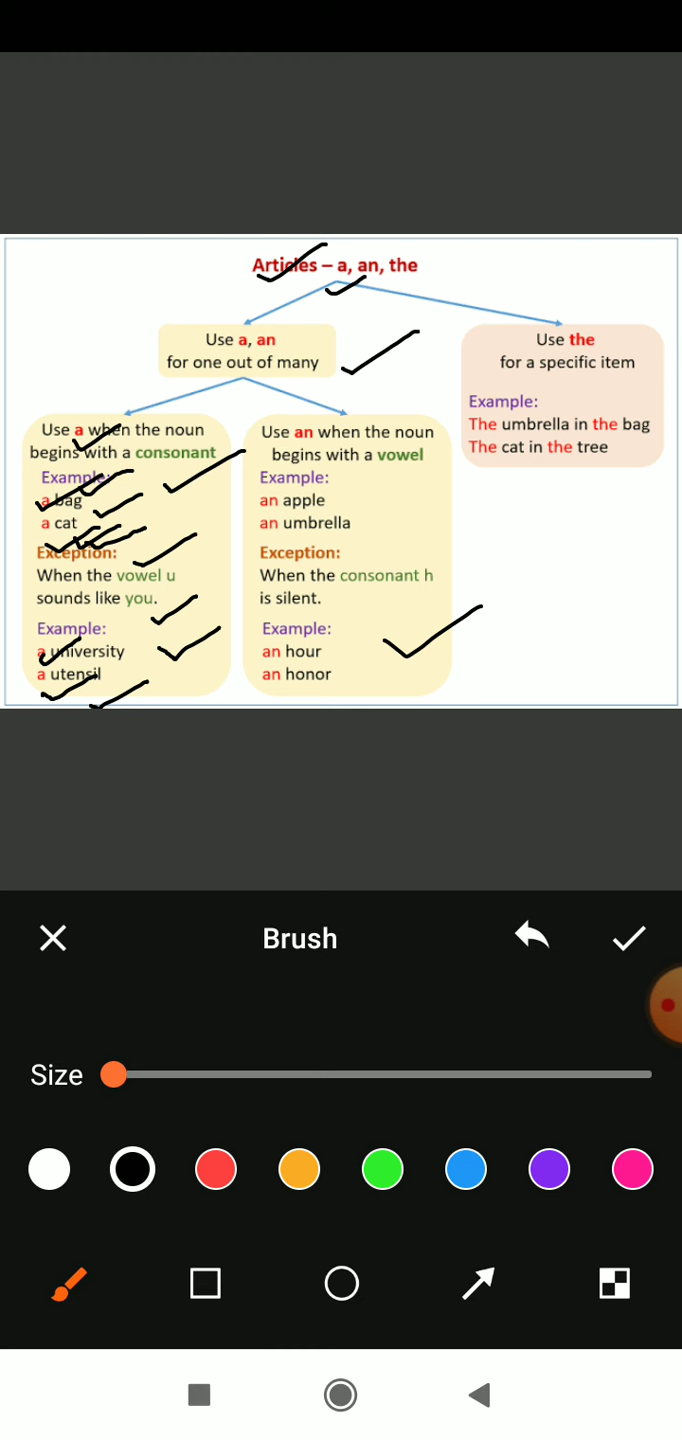 Articles – a, an, the
Use a, an
for one out of many
Use a when the noun
begins with a consonant
Example:
a bag
a cat
Exception:
When the vowel u
sounds like you.
Example:
a university
a utensil
Use an when the noun
begins with a vowel
Example:
an apple
an umbrella
Exception:
When the consonant h
is silent.
Example:
an hour
an honor
Use the
for a specific item
Example:
The umbrella in the bag
The cat in the tree
Brush
Size